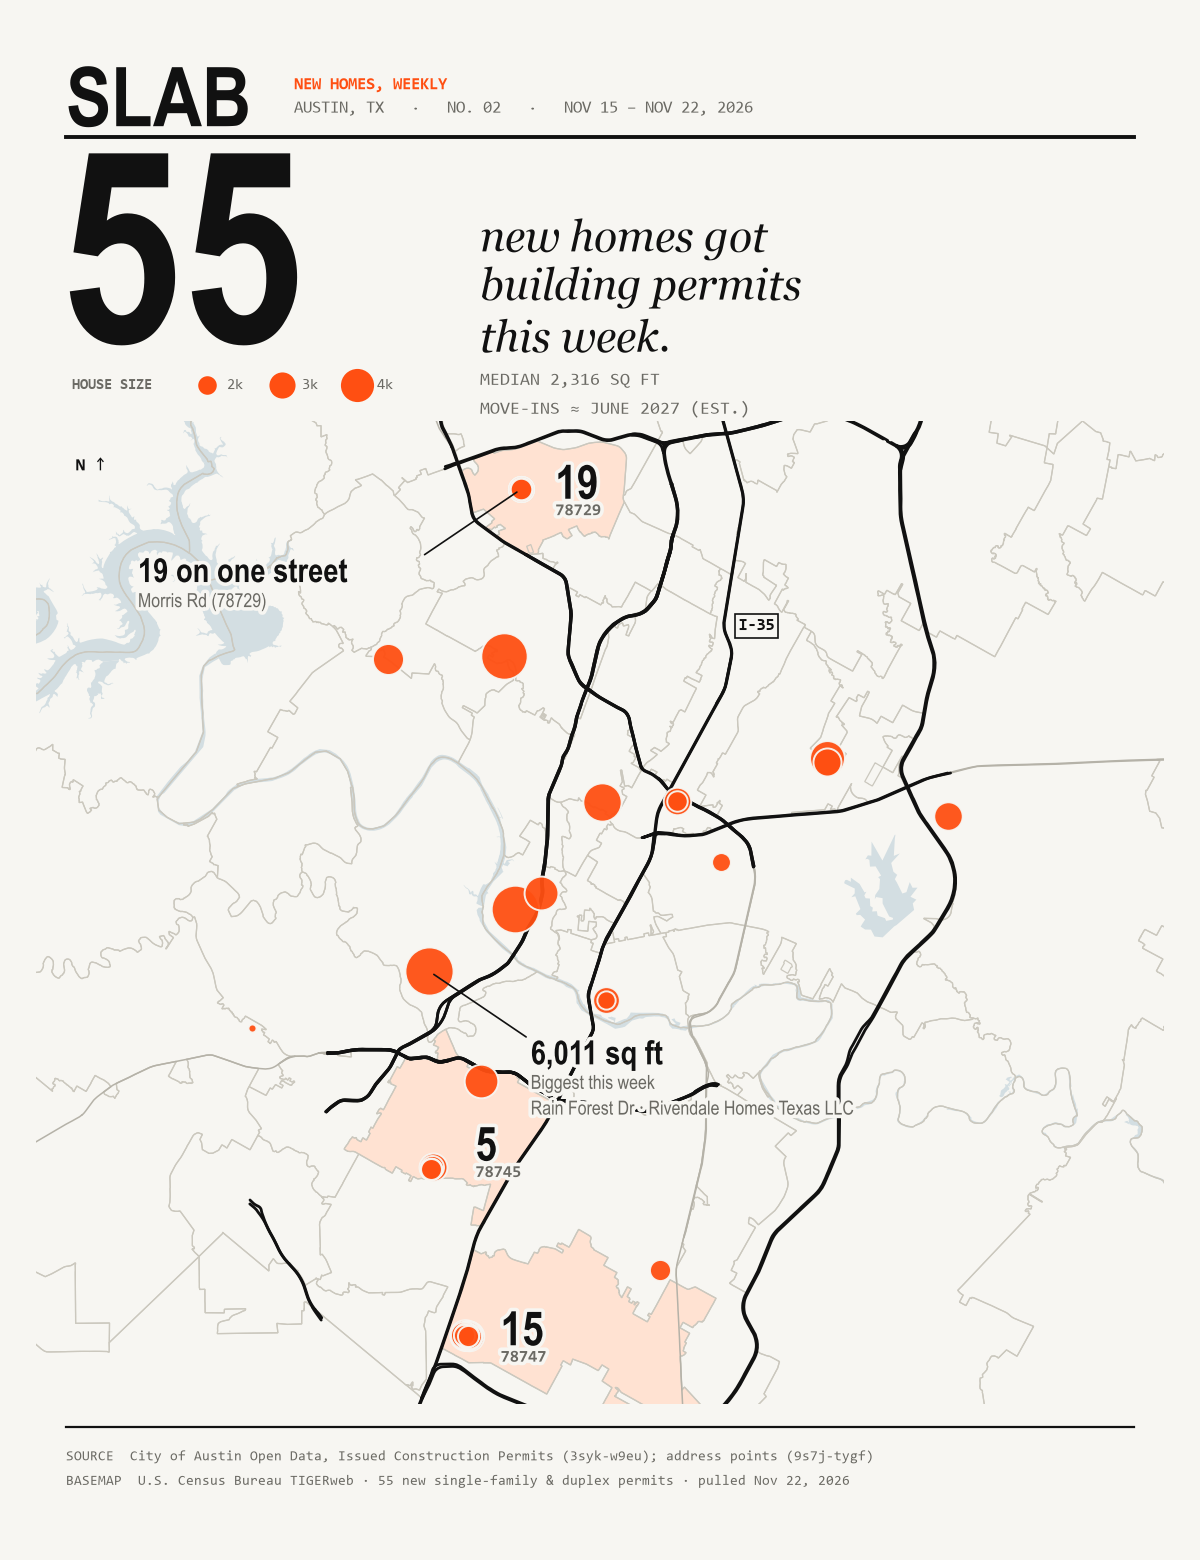 SLAB
NEW HOMES, WEEKLY
AUSTIN, TX · NO. 02 · NOV 15 – NOV 22, 2026
55
new homes got
building permits
this week.
MEDIAN 2,316 SQ FT
MOVE-INS ≈ JUNE 2027 (EST.)
HOUSE SIZE 2k 3k 4k
N ↑
19
78729
19 on one street
Morris Rd (78729)
I-35
6,011 sq ft
Biggest this week
Rain Forest Dr · Rivendale Homes Texas LLC
5
78745
15
78747
SOURCE City of Austin Open Data, Issued Construction Permits (3syk-w9eu); address points (9s7j-tygf)
BASEMAP U.S. Census Bureau TIGERweb · 55 new single-family & duplex permits · pulled Nov 22, 2026